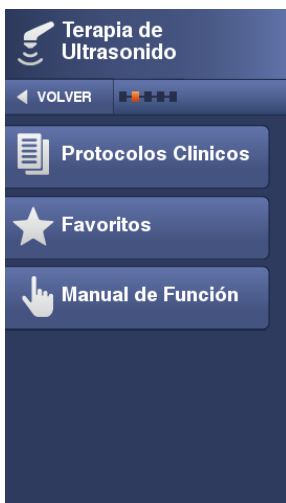 Terapia de
Ultrasonido
VOLVER
Protocolos Clinicos
Favoritos
Manual de Función